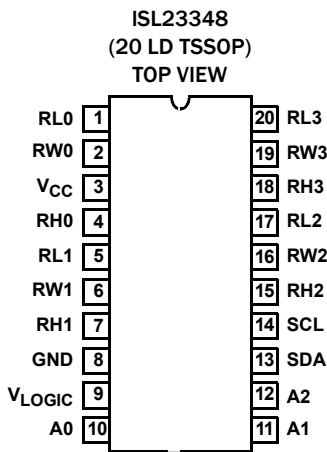 ISL23348
(20 LD TSSOP)
TOP VIEW
RL0 1 20 RL3
RW0 2 19 RW3
VCC 3 18 RH3
RH0 4 17 RL2
RL1 5 16 RW2
RW1 6 15 RH2
RH1 7 14 SCL
GND 8 13 SDA
VLOGIC 9 12 A2
A0 10 11 A1